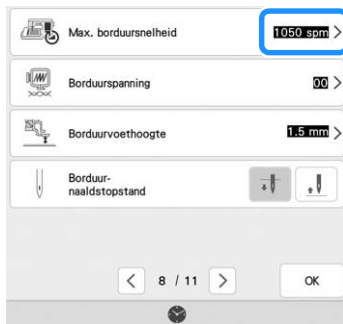 Max. borduursnelheid 1050 spm >
Borduurspanning 00 >
Borduurvoethoogte 1.5 mm >
Borduur-
naaldstopstand
< 8 / 11 > OK